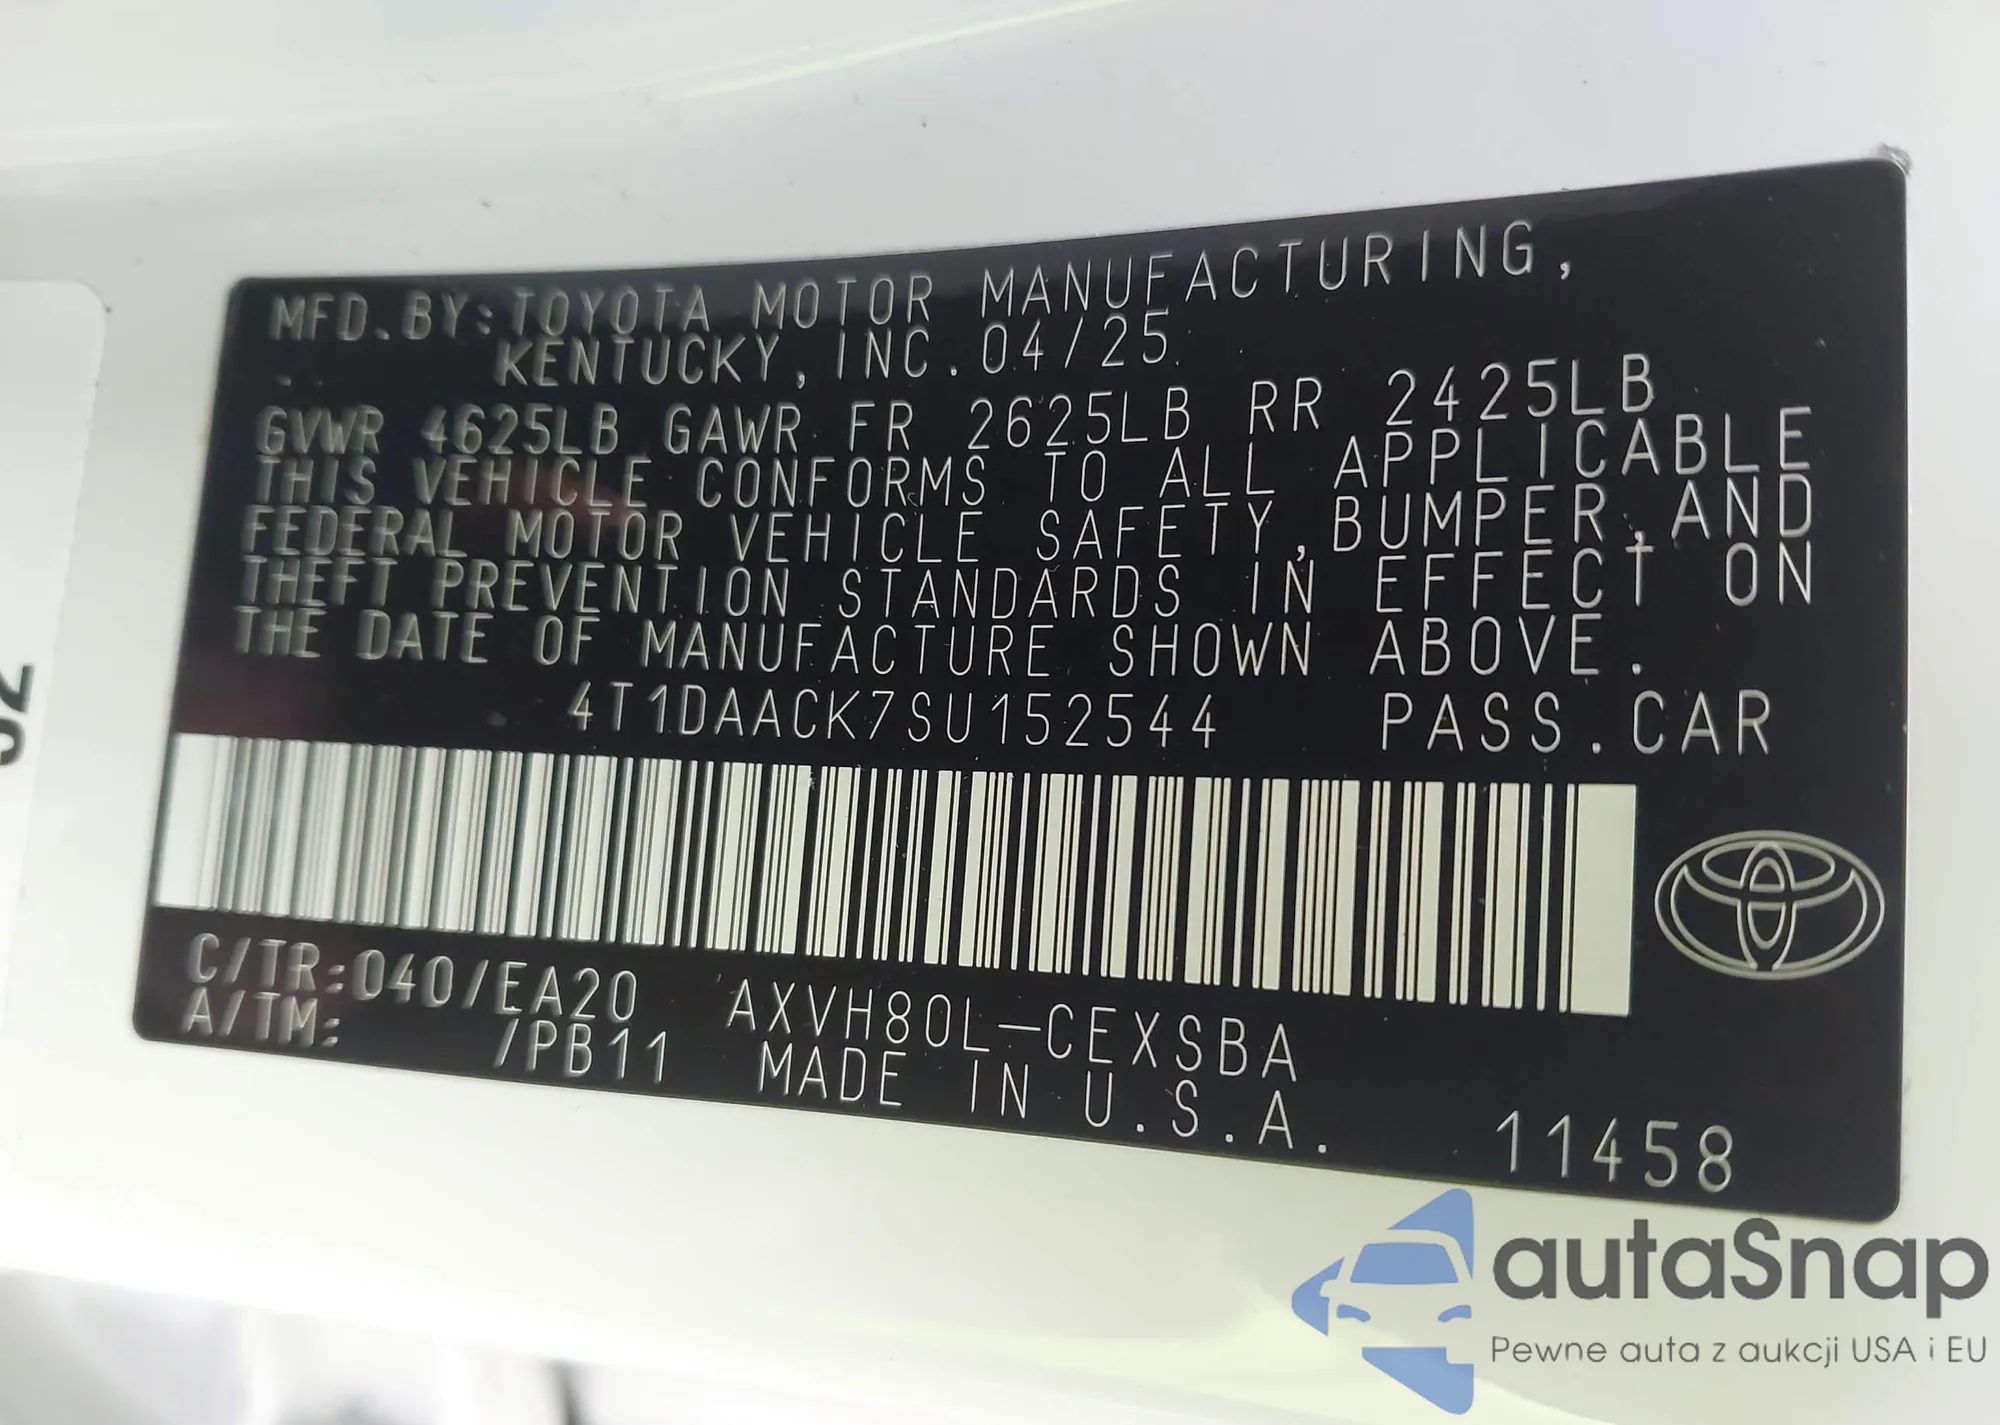 MFD.BY:TOYOTA MOTOR MANUFACTURING,
KENTUCKY, INC. 04/25
GVWR 4625LB GAWR FR 2625LB RR 2425LB
THIS VEHICLE CONFORMS TO ALL APPLICABLE
FEDERAL MOTOR VEHICLE SAFETY,BUMPER,AND
THEFT PREVENTION STANDARDS IN EFFECT ON
THE DATE OF MANUFACTURE SHOWN ABOVE.
4T1DAACK7SU152544 PASS.CAR
C/TR:040/EA20 AXVH80L-CEXSBA
A/TM: /PB11 MADE IN U.S.A.
11458
autaSnap
Pewne auta z aukcji USA i EU